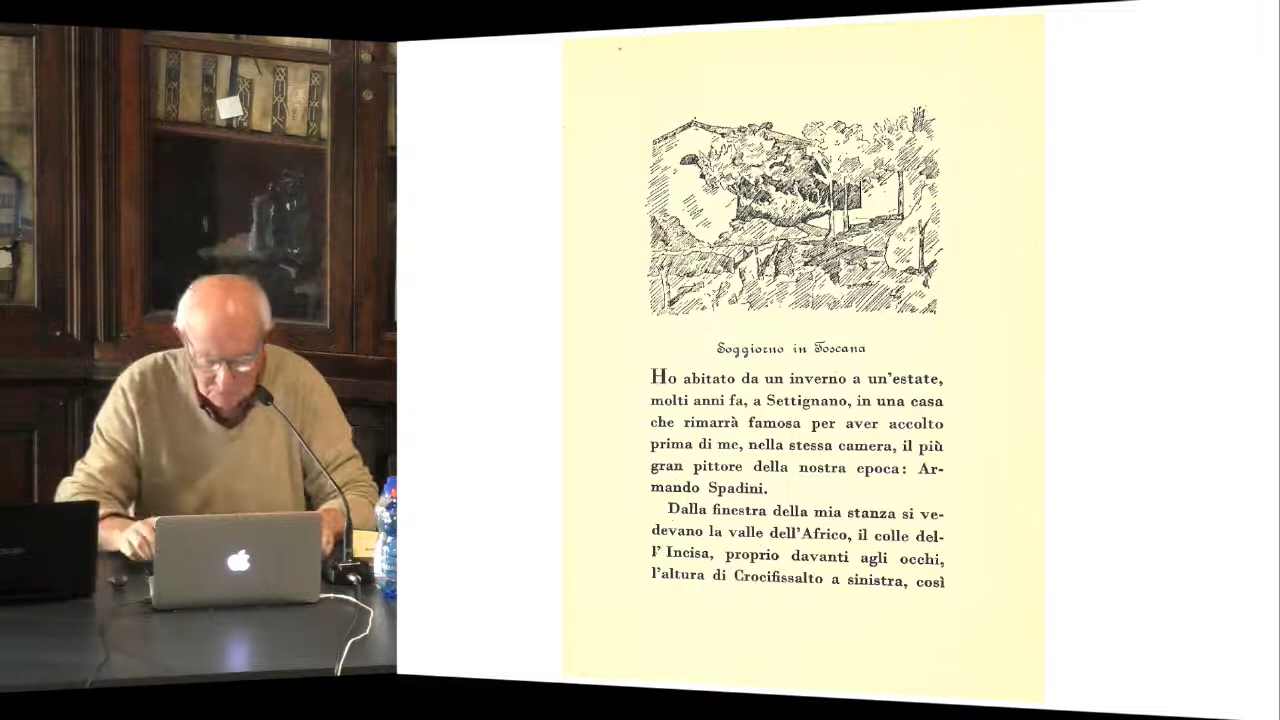 Soggiorno in Toscana
Ho abitato da un inverno a un'estate,
molti anni fa, a Settignano, in una casa
che rimarrà famosa per aver accolto
prima di me, nella stessa camera, il più
gran pittore della nostra epoca: Ar-
mando Spadini.
Dalla finestra della mia stanza si ve-
devano la valle dell'Africo, il colle del-
l'Incisa, proprio davanti agli occhi,
l'altura di Crocifissalto a sinistra, così